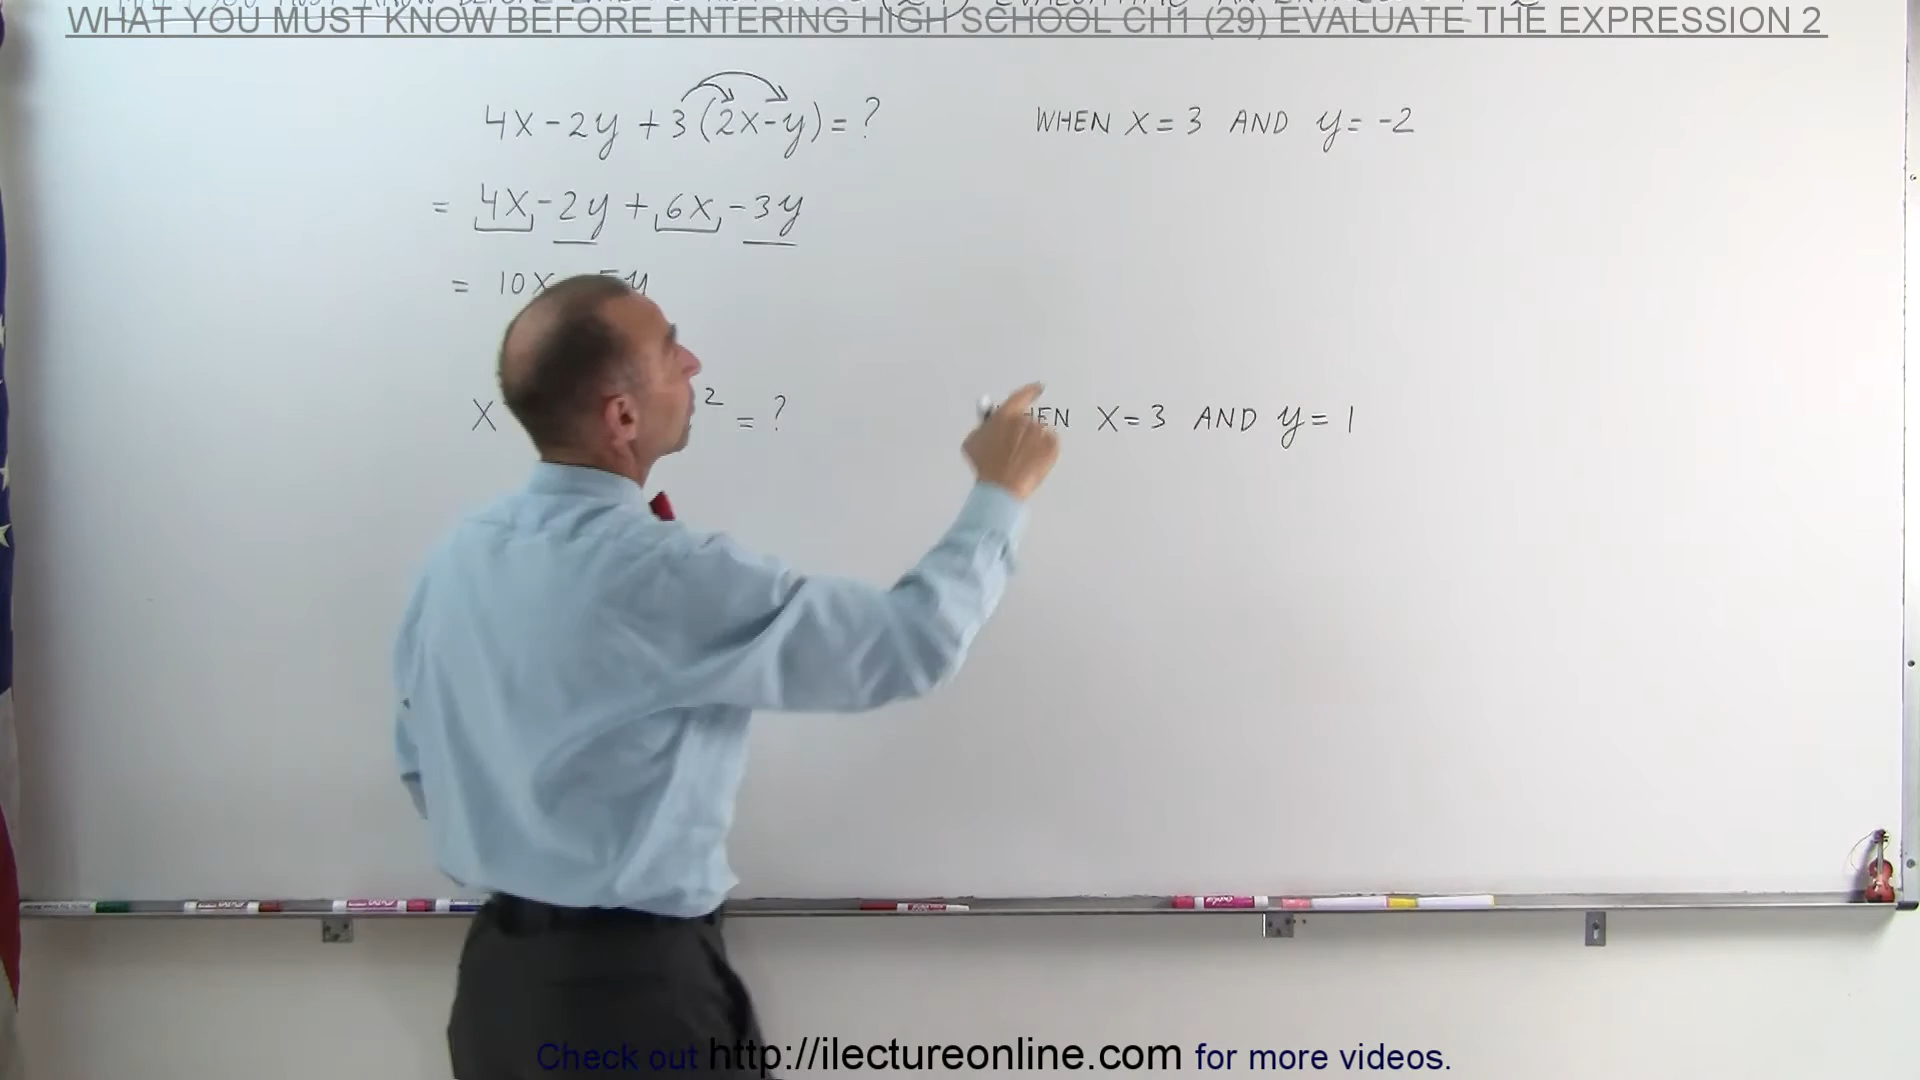 WHAT YOU MUST KNOW BEFORE ENTERING HIGH SCHOOL CH1 (29) EVALUATE THE EXPRESSION 2
4X - 2y + 3(2X - y) = ? WHEN X = 3 AND y = -2
= 4X - 2y + 6X - 3y
= 10X 5y
X 2 = ? WHEN X = 3 AND y = 1
Check out http://ilectureonline.com for more videos.